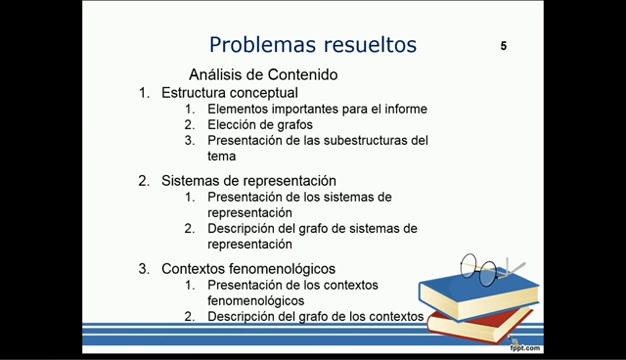 Problemas resueltos
5
Análisis de Contenido
1. Estructura conceptual
1. Elementos importantes para el informe
2. Elección de grafos
3. Presentación de las subestructuras del
tema
2. Sistemas de representación
1. Presentación de los sistemas de
representación
2. Descripción del grafo de sistemas de
representación
3. Contextos fenomenológicos
1. Presentación de los contextos
fenomenológicos
2. Descripción del grafo de los contextos
fppt.com